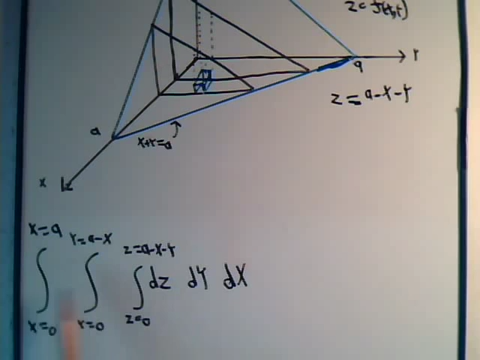 z = f(x,y)
Y
a
z = a-x-y
a
x+y=a
x
x=a y=a-x z=a-x-y
∫ ∫ ∫ dz dy dx
x=0 y=0 z=0